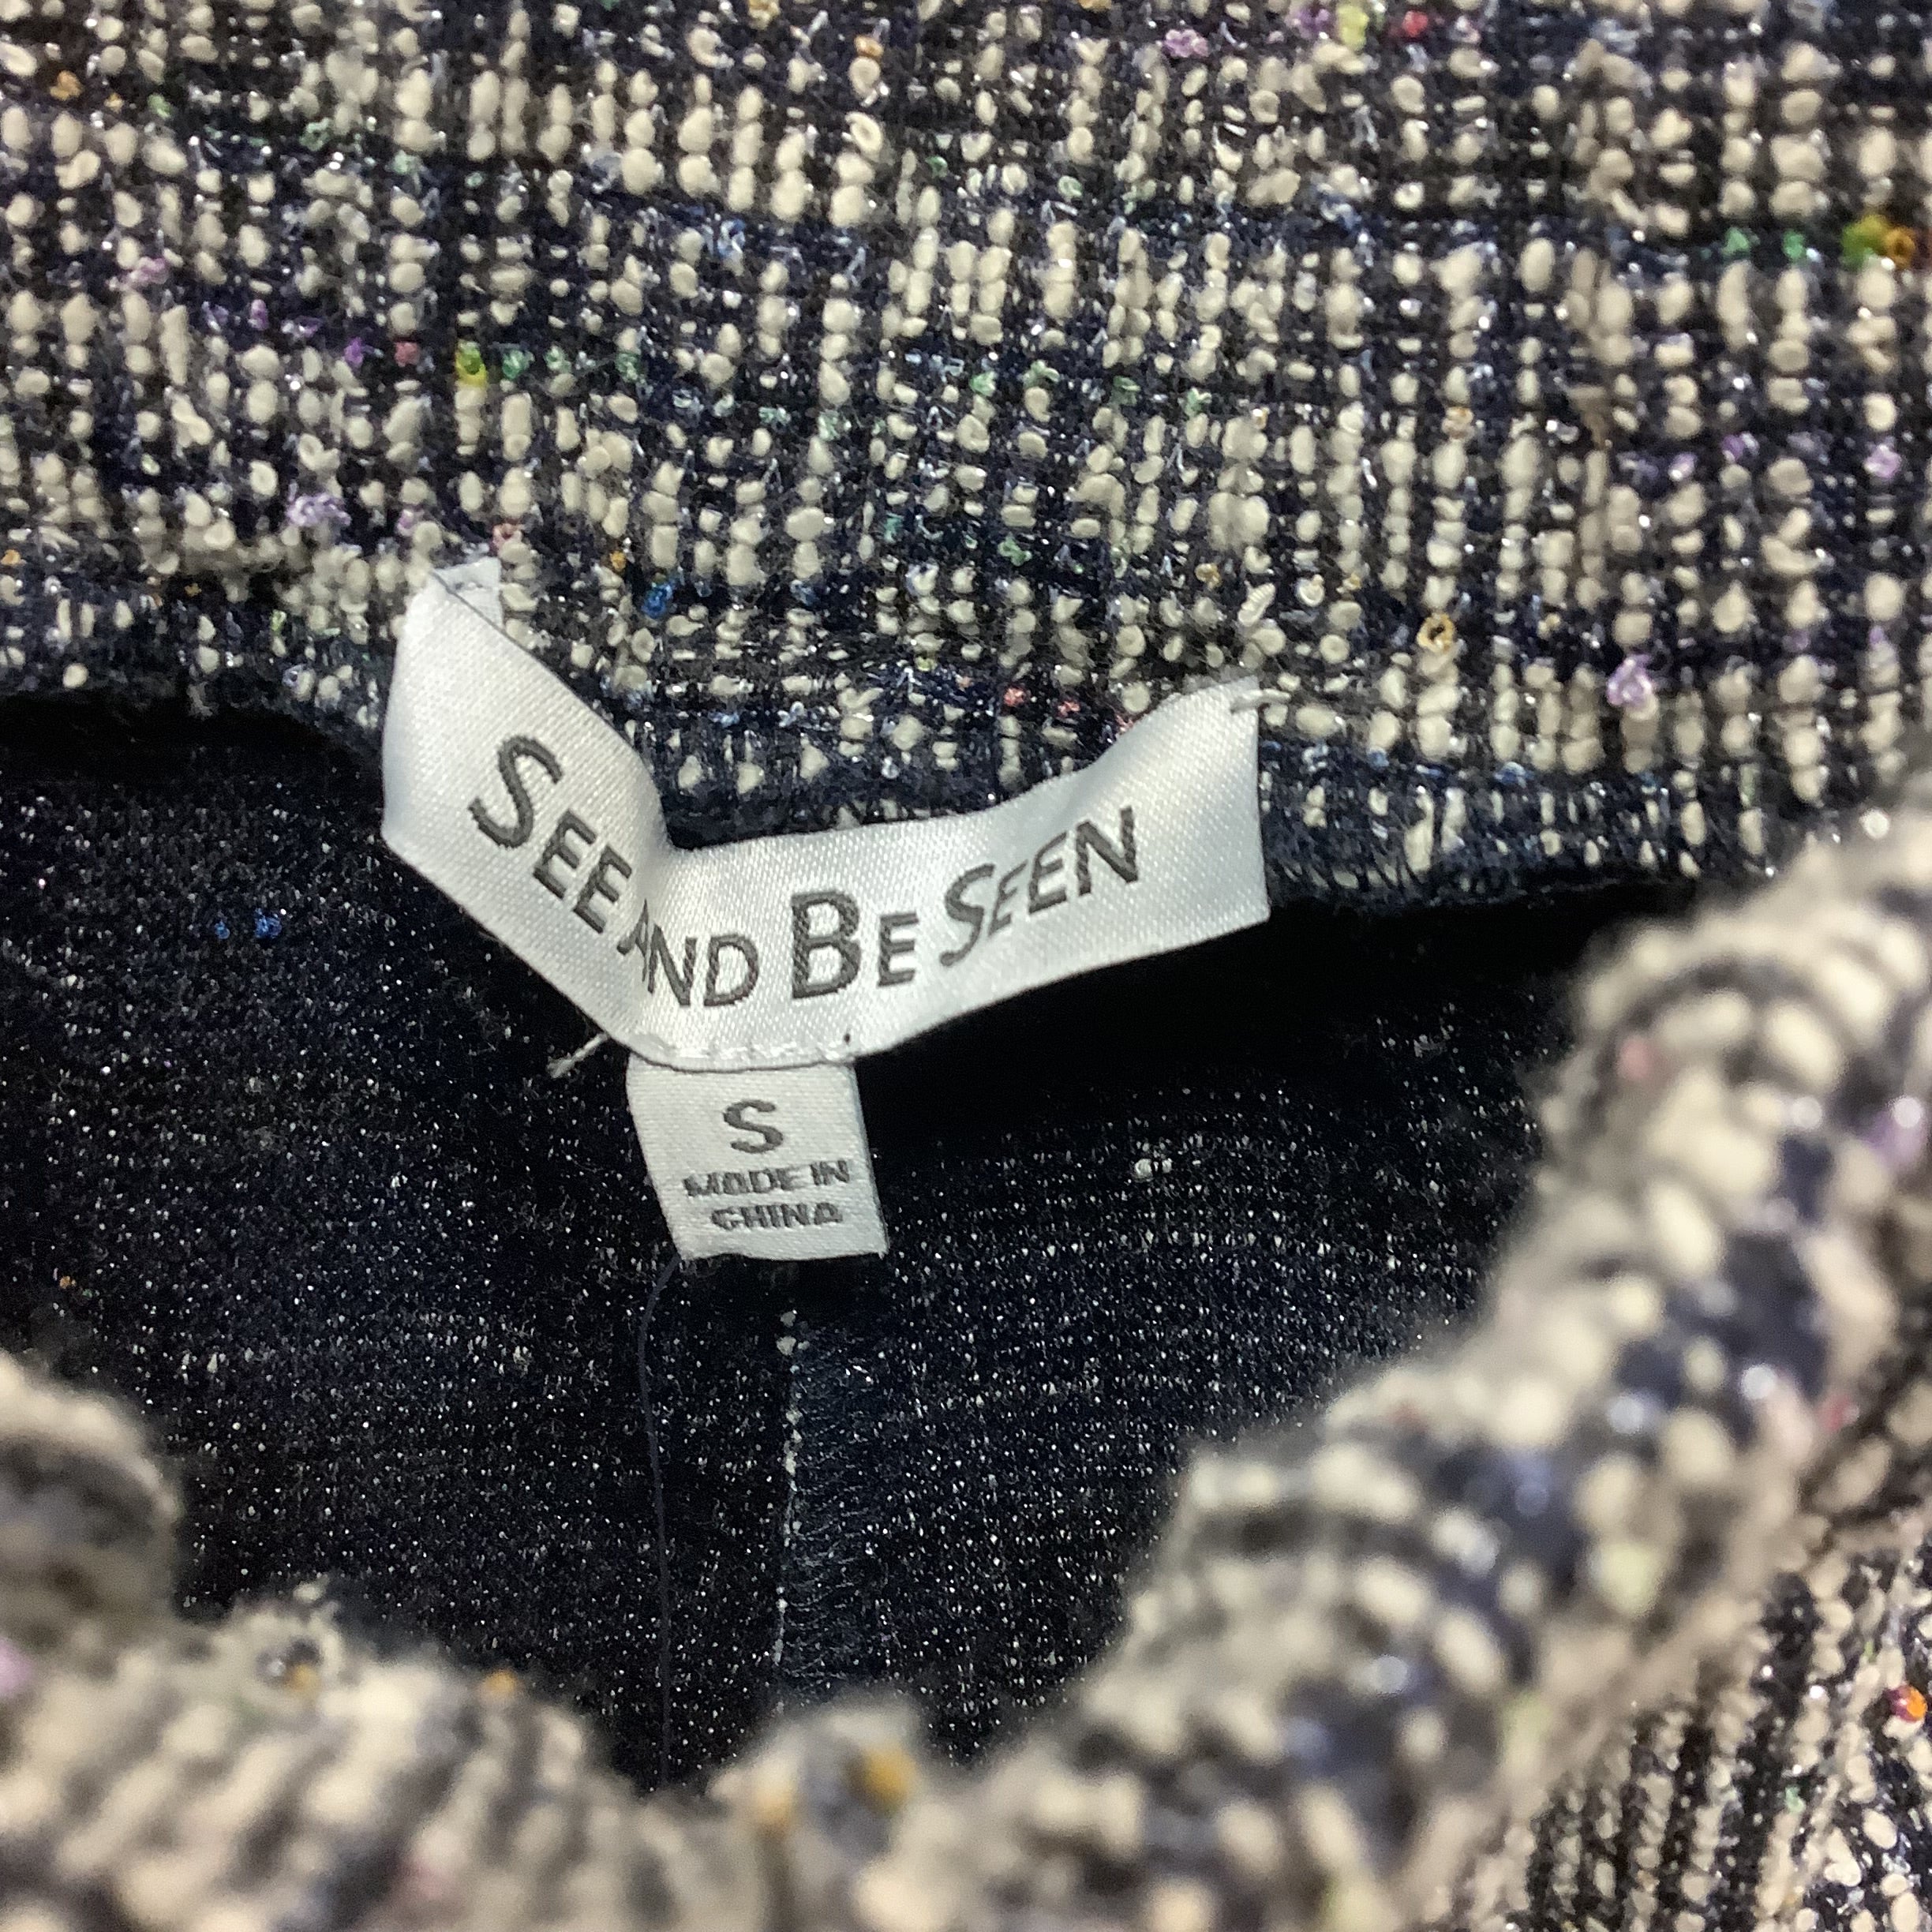 SEE AND BE SEEN
S
MADE IN
CHINA